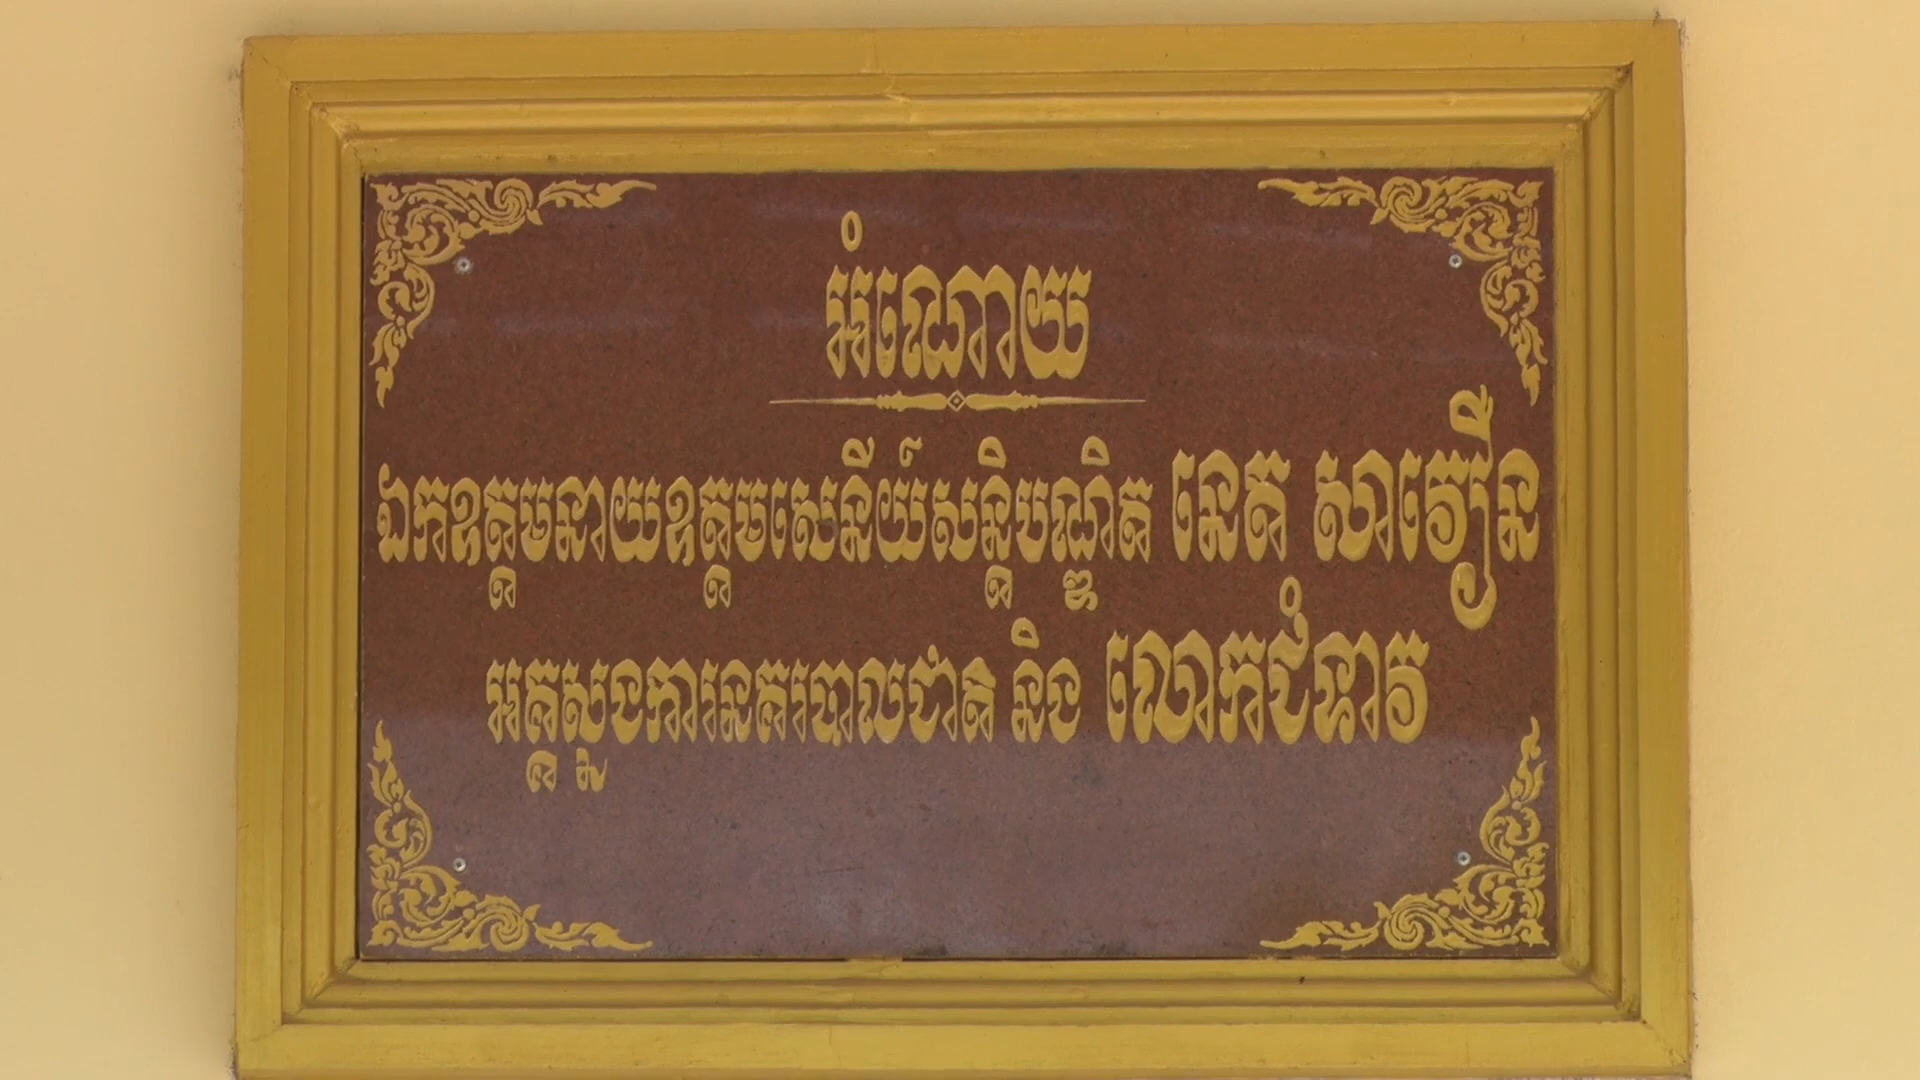 អំណោយ
ឯកឧត្តមនាយឧត្តមសេនីយ៍សន្តិបណ្ឌិត នេត សាវឿន
អគ្គស្នងការនគរបាលជាតិ និង លោកជំទាវ